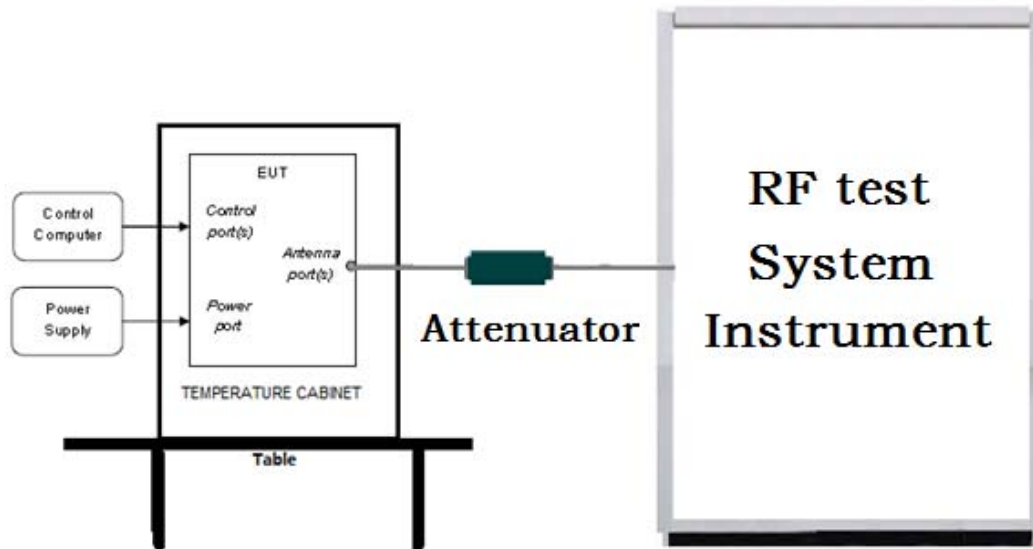 Control
Computer
Power
Supply
EUT
Control
port(s)
Antenna
port(s)
Power
port
TEMPERATURE CABINET
Table
Attenuator
RF test
System
Instrument